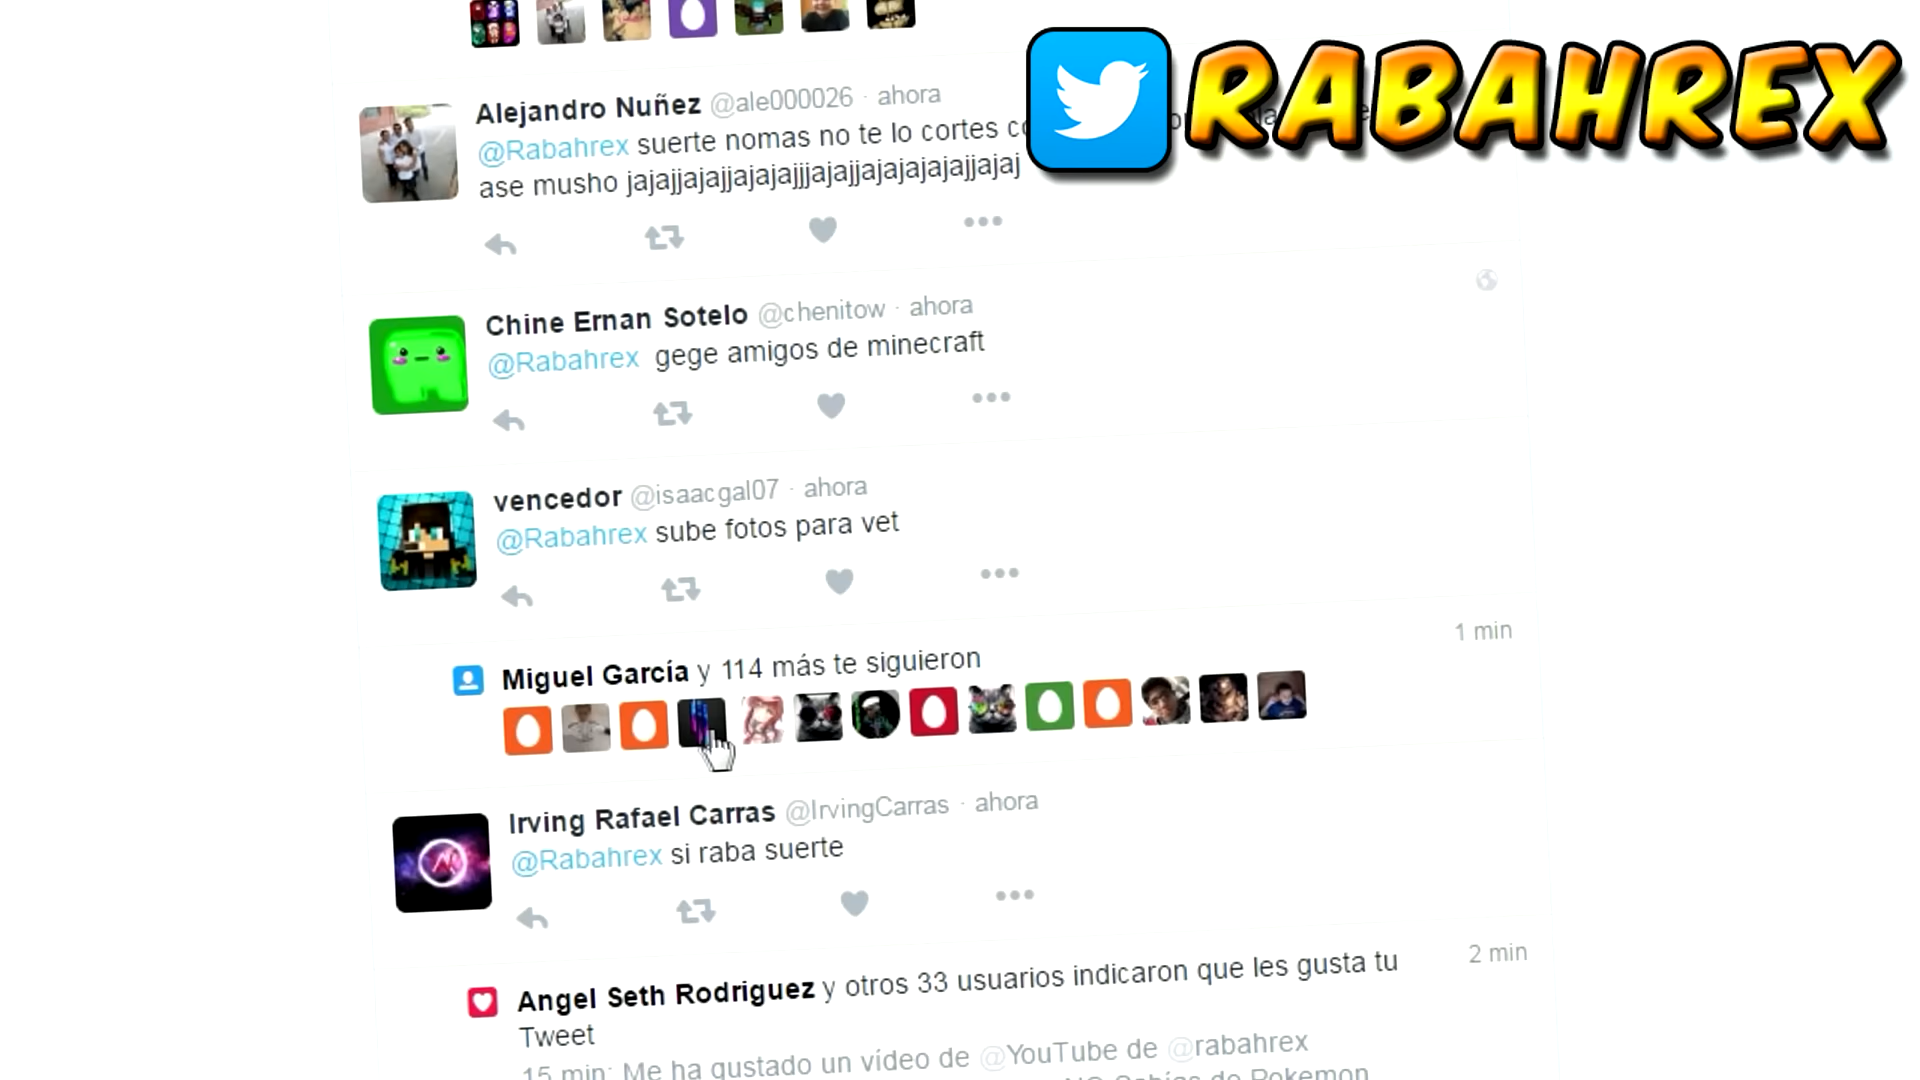 RABAHREX
Alejandro Nuñez @ale000026 · ahora
@Rabahrex suerte nomas no te lo cortes
ase musho jajajjajajjajajajjjajajjajajajajajjajaj
Chine Ernan Sotelo @chenitow · ahora
@Rabahrex gege amigos de minecraft
vencedor @isaacgal07 · ahora
@Rabahrex sube fotos para vet
1 min
Miguel García y 114 más te siguieron
Irving Rafael Carras @IrvingCarras · ahora
@Rabahrex si raba suerte
2 min
Angel Seth Rodriguez y otros 33 usuarios indicaron que les gusta tu
Tweet
15 min: Me ha gustado un vídeo de @YouTube de @rabahrex
de Pokemon